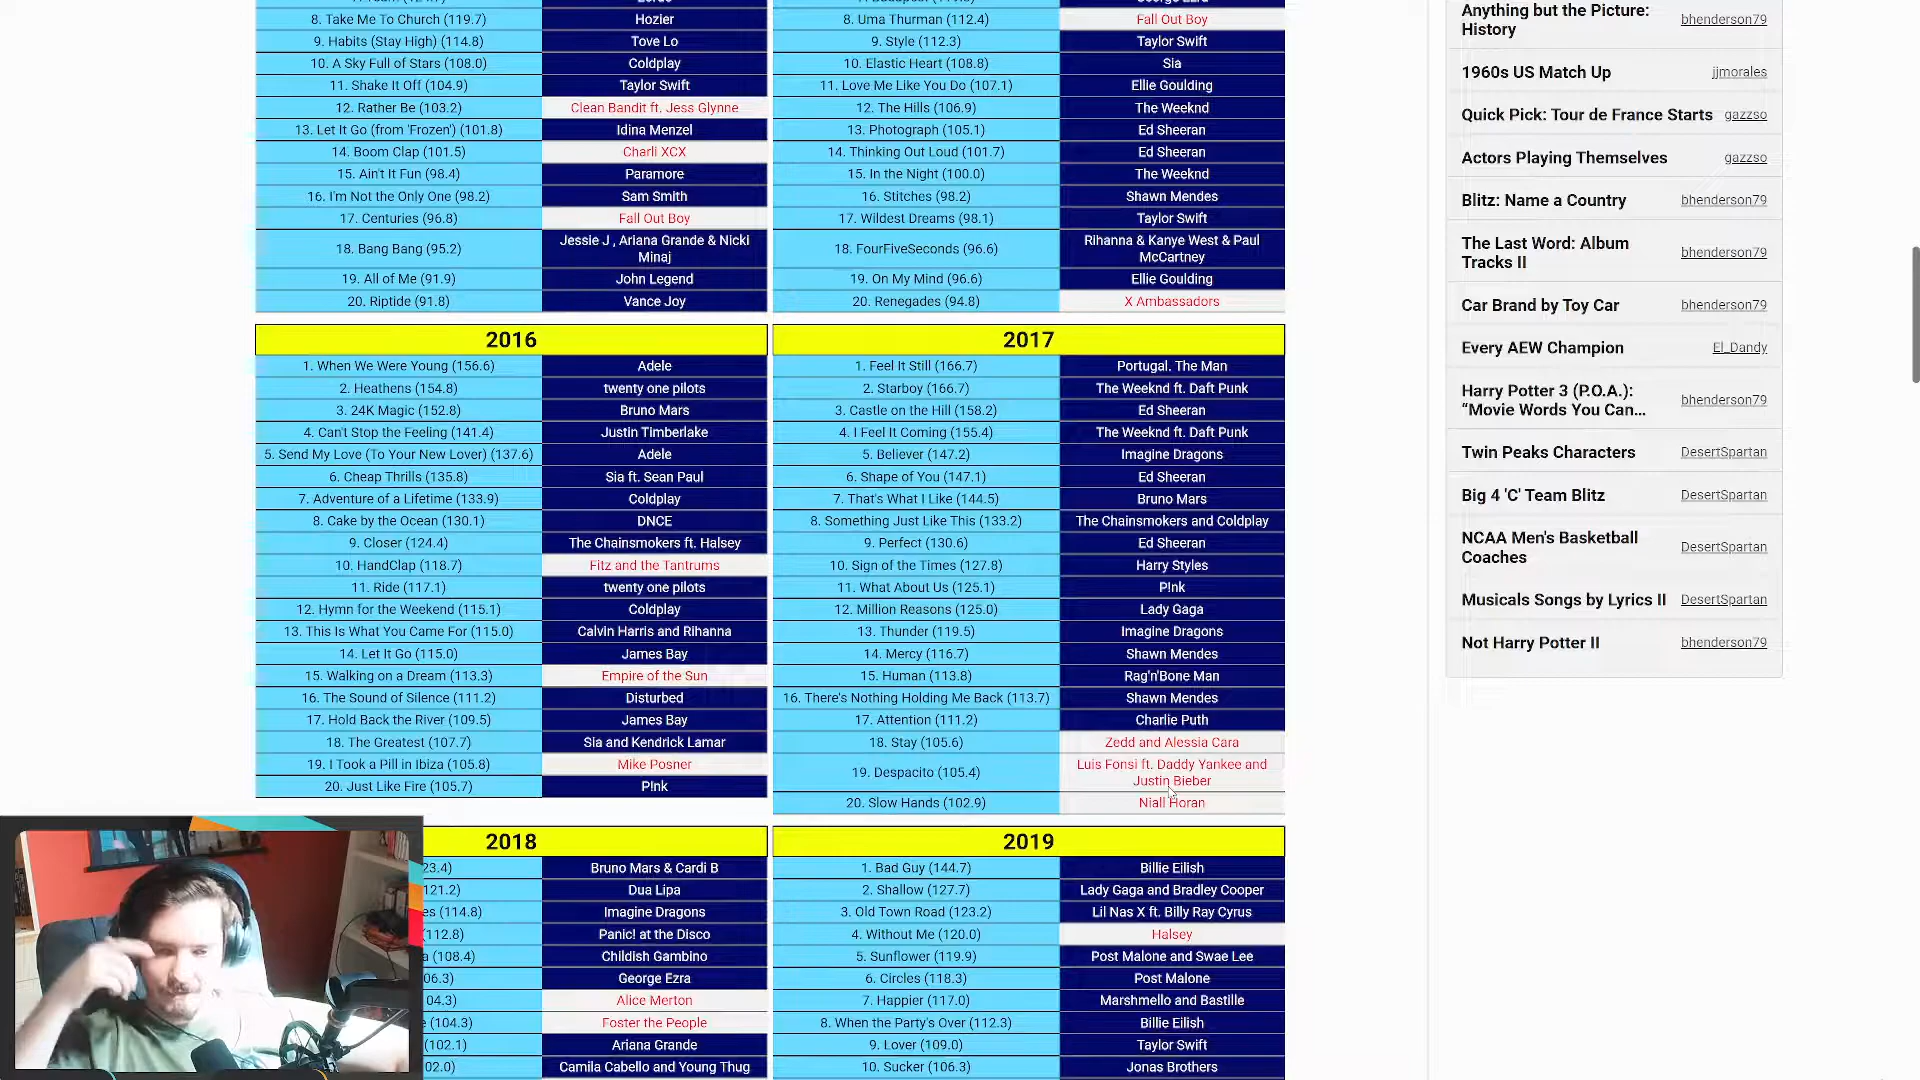 8. Take Me To Church (119.7) Hozier
9. Habits (Stay High) (114.8) Tove Lo
10. A Sky Full of Stars (108.0) Coldplay
11. Shake It Off (104.9) Taylor Swift
12. Rather Be (103.2) Clean Bandit ft. Jess Glynne
13. Let It Go (from 'Frozen') (101.8) Idina Menzel
14. Boom Clap (101.5) Charli XCX
15. Ain't It Fun (98.4) Paramore
16. I'm Not the Only One (98.2) Sam Smith
17. Centuries (96.8) Fall Out Boy
18. Bang Bang (95.2) Jessie J , Ariana Grande & Nicki
Minaj
19. All of Me (91.9) John Legend
20. Riptide (91.8) Vance Joy
8. Uma Thurman (112.4) Fall Out Boy
9. Style (112.3) Taylor Swift
10. Elastic Heart (108.8) Sia
11. Love Me Like You Do (107.1) Ellie Goulding
12. The Hills (106.9) The Weeknd
13. Photograph (105.1) Ed Sheeran
14. Thinking Out Loud (101.7) Ed Sheeran
15. In the Night (100.0) The Weeknd
16. Stitches (98.2) Shawn Mendes
17. Wildest Dreams (98.1) Taylor Swift
18. FourFiveSeconds (96.6) Rihanna & Kanye West & Paul
McCartney
19. On My Mind (96.6) Ellie Goulding
20. Renegades (94.8) X Ambassadors
2016
1. When We Were Young (156.6) Adele
2. Heathens (154.8) twenty one pilots
3. 24K Magic (152.8) Bruno Mars
4. Can't Stop the Feeling (141.4) Justin Timberlake
5. Send My Love (To Your New Lover) (137.6) Adele
6. Cheap Thrills (135.8) Sia ft. Sean Paul
7. Adventure of a Lifetime (133.9) Coldplay
8. Cake by the Ocean (130.1) DNCE
9. Closer (124.4) The Chainsmokers ft. Halsey
10. HandClap (118.7) Fitz and the Tantrums
11. Ride (117.1) twenty one pilots
12. Hymn for the Weekend (115.1) Coldplay
13. This Is What You Came For (115.0) Calvin Harris and Rihanna
14. Let It Go (115.0) James Bay
15. Walking on a Dream (113.3) Empire of the Sun
16. The Sound of Silence (111.2) Disturbed
17. Hold Back the River (109.5) James Bay
18. The Greatest (107.7) Sia and Kendrick Lamar
19. I Took a Pill in Ibiza (105.8) Mike Posner
20. Just Like Fire (105.7) P!nk
2017
1. Feel It Still (166.7) Portugal. The Man
2. Starboy (166.7) The Weeknd ft. Daft Punk
3. Castle on the Hill (158.2) Ed Sheeran
4. I Feel It Coming (155.4) The Weeknd ft. Daft Punk
5. Believer (147.2) Imagine Dragons
6. Shape of You (147.1) Ed Sheeran
7. That's What I Like (144.5) Bruno Mars
8. Something Just Like This (133.2) The Chainsmokers and Coldplay
9. Perfect (130.6) Ed Sheeran
10. Sign of the Times (127.8) Harry Styles
11. What About Us (125.1) P!nk
12. Million Reasons (125.0) Lady Gaga
13. Thunder (119.5) Imagine Dragons
14. Mercy (116.7) Shawn Mendes
15. Human (113.8) Rag'n'Bone Man
16. There's Nothing Holding Me Back (113.7) Shawn Mendes
17. Attention (111.2) Charlie Puth
18. Stay (105.6) Zedd and Alessia Cara
19. Despacito (105.4) Luis Fonsi ft. Daddy Yankee and
Justin Bieber
20. Slow Hands (102.9) Niall Horan
2018
23.4) Bruno Mars & Cardi B
121.2) Dua Lipa
es (114.8) Imagine Dragons
(112.8) Panic! at the Disco
a (108.4) Childish Gambino
06.3) George Ezra
04.3) Alice Merton
e (104.3) Foster the People
(102.1) Ariana Grande
02.0) Camila Cabello and Young Thug
2019
1. Bad Guy (144.7) Billie Eilish
2. Shallow (127.7) Lady Gaga and Bradley Cooper
3. Old Town Road (123.2) Lil Nas X ft. Billy Ray Cyrus
4. Without Me (120.0) Halsey
5. Sunflower (119.9) Post Malone and Swae Lee
6. Circles (118.3) Post Malone
7. Happier (117.0) Marshmello and Bastille
8. When the Party's Over (112.3) Billie Eilish
9. Lover (109.0) Taylor Swift
10. Sucker (106.3) Jonas Brothers
Anything but the Picture:
History bhenderson79
1960s US Match Up jjmorales
Quick Pick: Tour de France Starts gazzso
Actors Playing Themselves gazzso
Blitz: Name a Country bhenderson79
The Last Word: Album
Tracks II bhenderson79
Car Brand by Toy Car bhenderson79
Every AEW Champion El_Dandy
Harry Potter 3 (P.O.A.):
“Movie Words You Can... bhenderson79
Twin Peaks Characters DesertSpartan
Big 4 'C' Team Blitz DesertSpartan
NCAA Men's Basketball
Coaches DesertSpartan
Musicals Songs by Lyrics II DesertSpartan
Not Harry Potter II bhenderson79